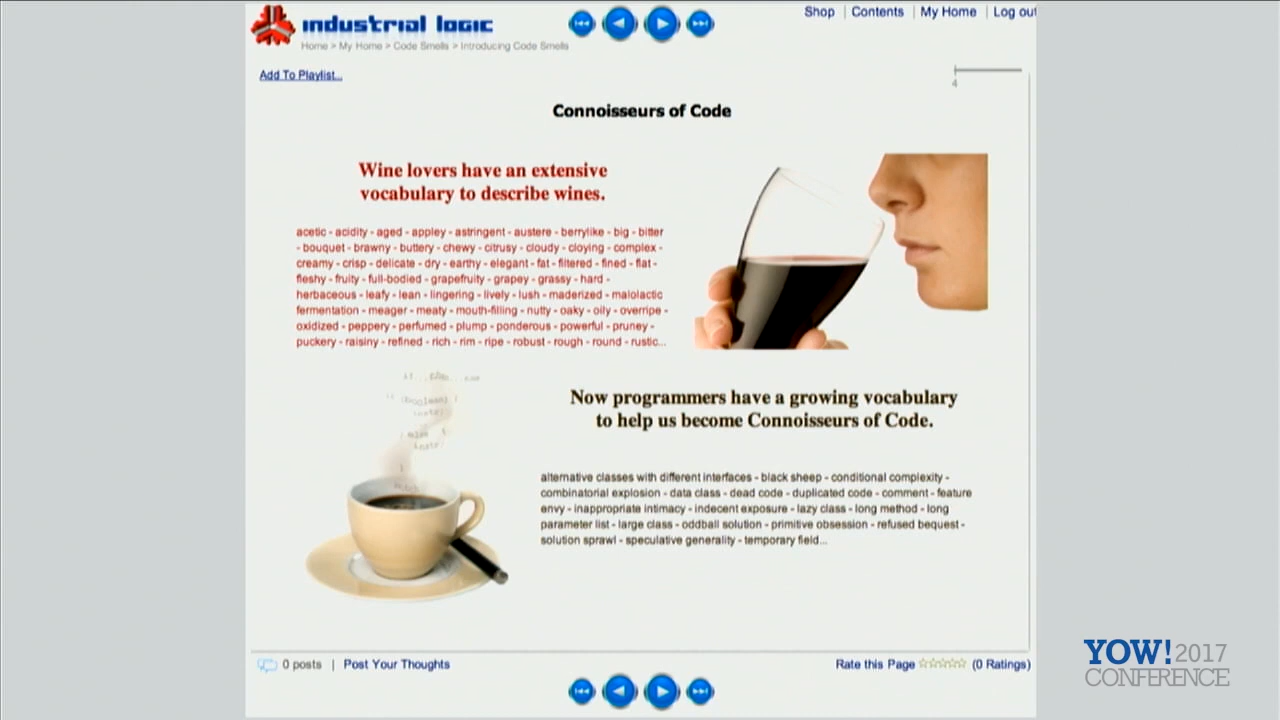 industrial logic
Shop | Contents | My Home | Log out
Home > My Home > Code Smells > Introducing Code Smells
Add To Playlist...
4
Connoisseurs of Code
Wine lovers have an extensive
vocabulary to describe wines.
acetic - acidity - aged - appley - astringent - austere - berrylike - big - bitter
- bouquet - brawny - buttery - chewy - citrusy - cloudy - cloying - complex -
creamy - crisp - delicate - dry - earthy - elegant - fat - filtered - fined - flat -
fleshy - fruity - full-bodied - grapefruity - grapey - grassy - hard -
herbaceous - leafy - lean - lingering - lively - lush - maderized - malolactic
fermentation - meager - meaty - mouth-filling - nutty - oaky - oily - overripe -
oxidized - peppery - perfumed - plump - ponderous - powerful - pruney -
puckery - raisiny - refined - rich - rim - ripe - robust - rough - round - rustic...
(boolean)
else
Now programmers have a growing vocabulary
to help us become Connoisseurs of Code.
alternative classes with different interfaces - black sheep - conditional complexity -
combinatorial explosion - data class - dead code - duplicated code - comment - feature
envy - inappropriate intimacy - indecent exposure - lazy class - long method - long
parameter list - large class - oddball solution - primitive obsession - refused bequest -
solution sprawl - speculative generality - temporary field...
0 posts | Post Your Thoughts
Rate this Page ☆☆☆☆☆ (0 Ratings)
YOW! 2017
CONFERENCE